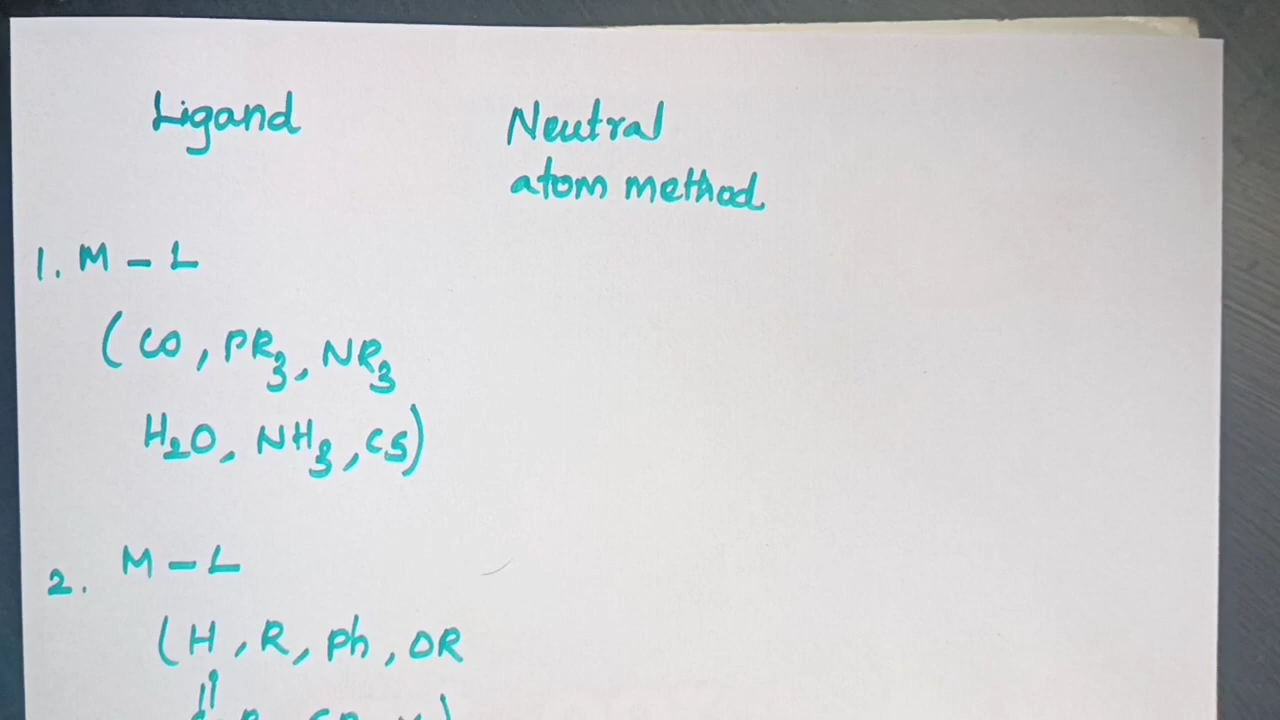 Ligand
Neutral
atom method
1. M – L
(CO, PR3, NR3
H2O, NH3, CS)
2. M – L
(H, R, Ph, OR